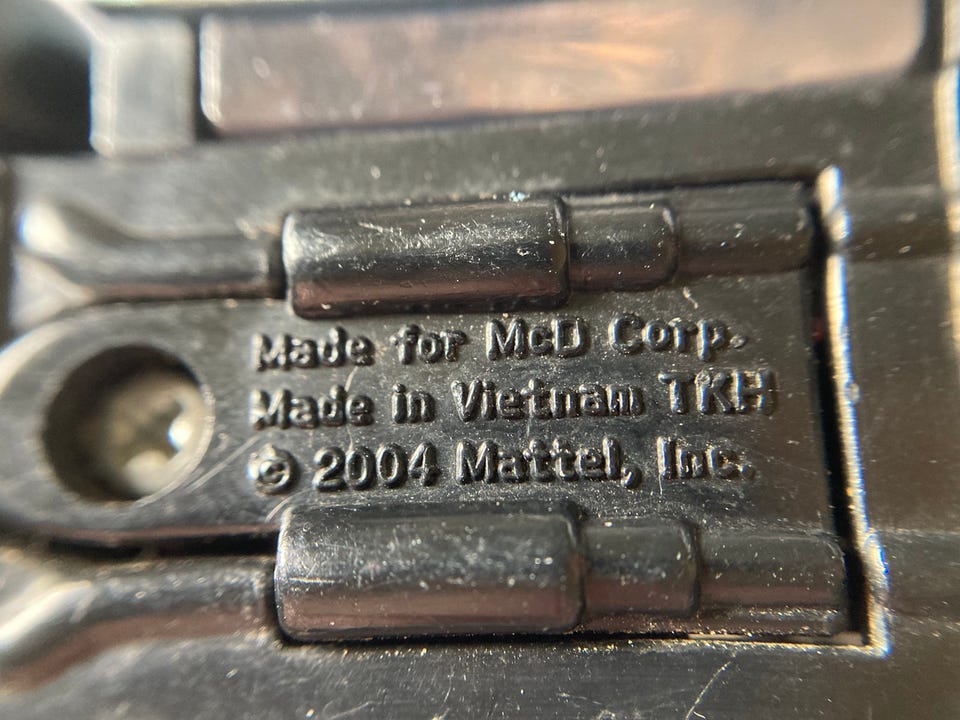 Made for McD Corp.
Made in Vietnam TKH
© 2004 Mattel, Inc.